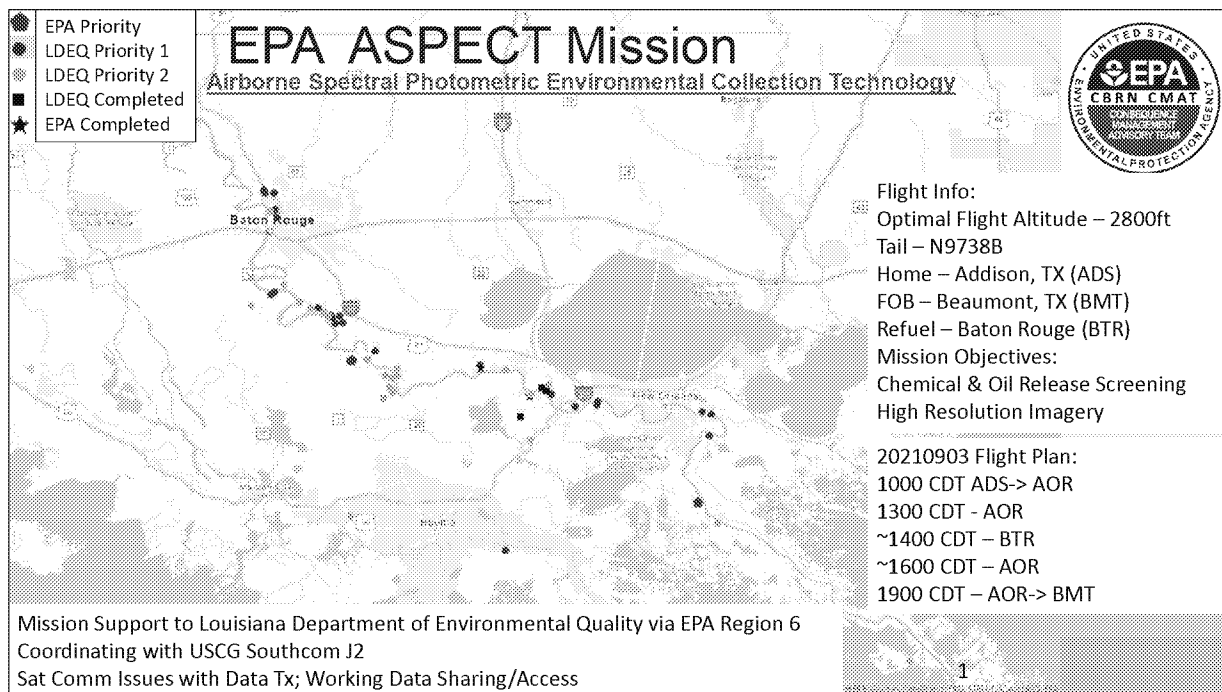 EPA Priority
LDEQ Priority 1
LDEQ Priority 2
LDEQ Completed
EPA Completed
EPA ASPECT Mission
Airborne Spectral Photometric Environmental Collection Technology
UNITED STATES
EPA
CBRN CMAT
CONSEQUENCE
MANAGEMENT
ADVISORY TEAM
ENVIRONMENTAL PROTECTION AGENCY
Baton Rouge
Flight Info:
Optimal Flight Altitude – 2800ft
Tail – N9738B
Home – Addison, TX (ADS)
FOB – Beaumont, TX (BMT)
Refuel – Baton Rouge (BTR)
Mission Objectives:
Chemical & Oil Release Screening
High Resolution Imagery
20210903 Flight Plan:
1000 CDT ADS-> AOR
1300 CDT - AOR
~1400 CDT – BTR
~1600 CDT – AOR
1900 CDT – AOR-> BMT
Mission Support to Louisiana Department of Environmental Quality via EPA Region 6
Coordinating with USCG Southcom J2
Sat Comm Issues with Data Tx; Working Data Sharing/Access
1